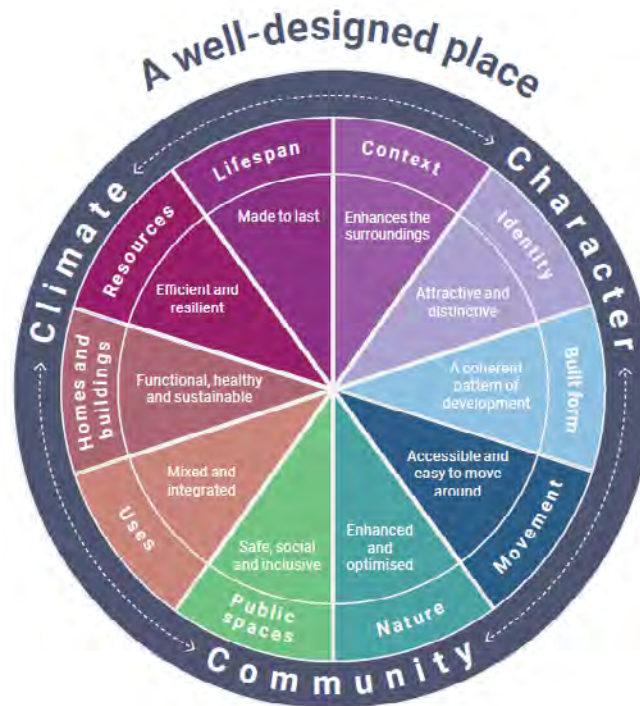 A well-designed place
Climate
Character
Community
Context
Enhances the
surroundings
Identity
Attractive and
distinctive
Built form
A coherent
pattern of
development
Movement
Accessible and
easy to move
around
Nature
Enhanced
and
optimised
Public
spaces
Safe, social
and inclusive
Uses
Mixed and
integrated
Homes and
buildings
Functional, healthy
and sustainable
Resources
Efficient and
resilient
Lifespan
Made to last